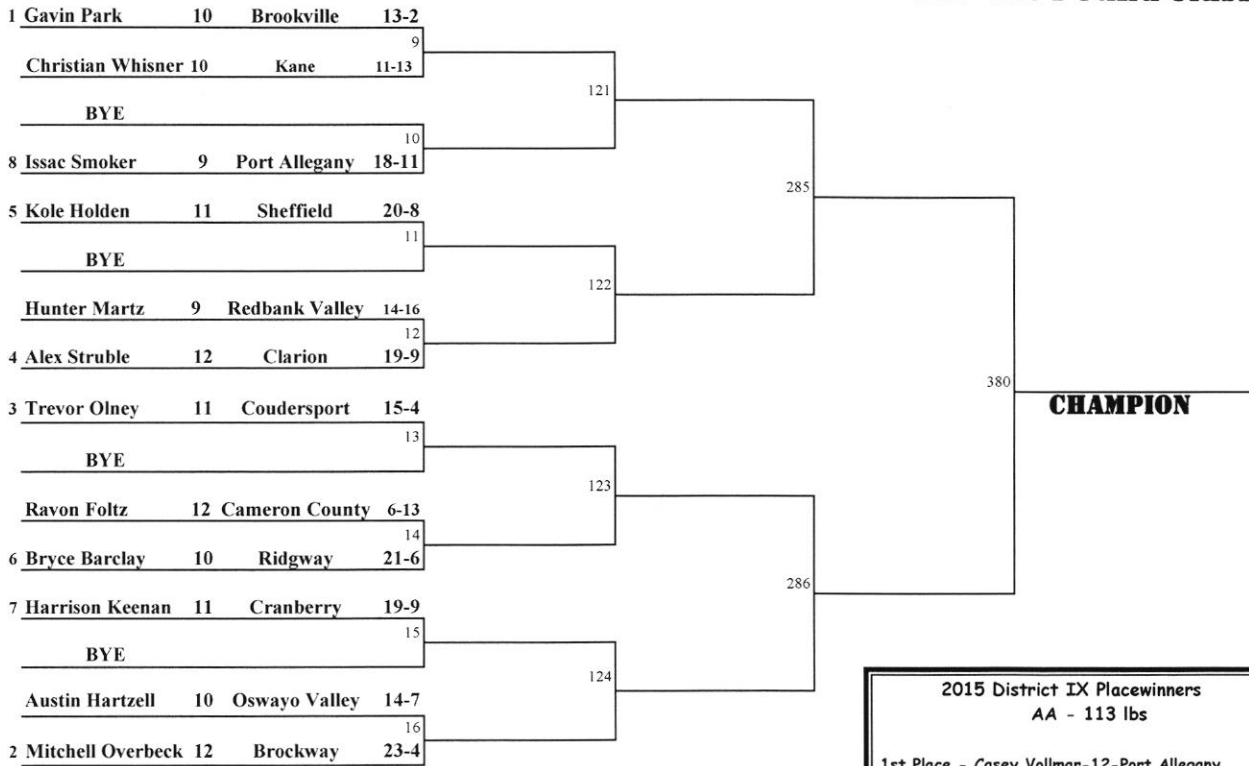 1 Gavin Park 10 Brookville 13-2
9
Christian Whisner 10 Kane 11-13
121
BYE
10
8 Issac Smoker 9 Port Allegany 18-11
285
5 Kole Holden 11 Sheffield 20-8
11
BYE
122
Hunter Martz 9 Redbank Valley 14-16
12
4 Alex Struble 12 Clarion 19-9
380
CHAMPION
3 Trevor Olney 11 Coudersport 15-4
13
BYE
123
Ravon Foltz 12 Cameron County 6-13
14
6 Bryce Barclay 10 Ridgway 21-6
286
7 Harrison Keenan 11 Cranberry 19-9
15
BYE
124
Austin Hartzell 10 Oswayo Valley 14-7
16
2 Mitchell Overbeck 12 Brockway 23-4
2015 District IX Placewinners
AA - 113 lbs
1st Place - Casey Vollmar-12-Port Allegany